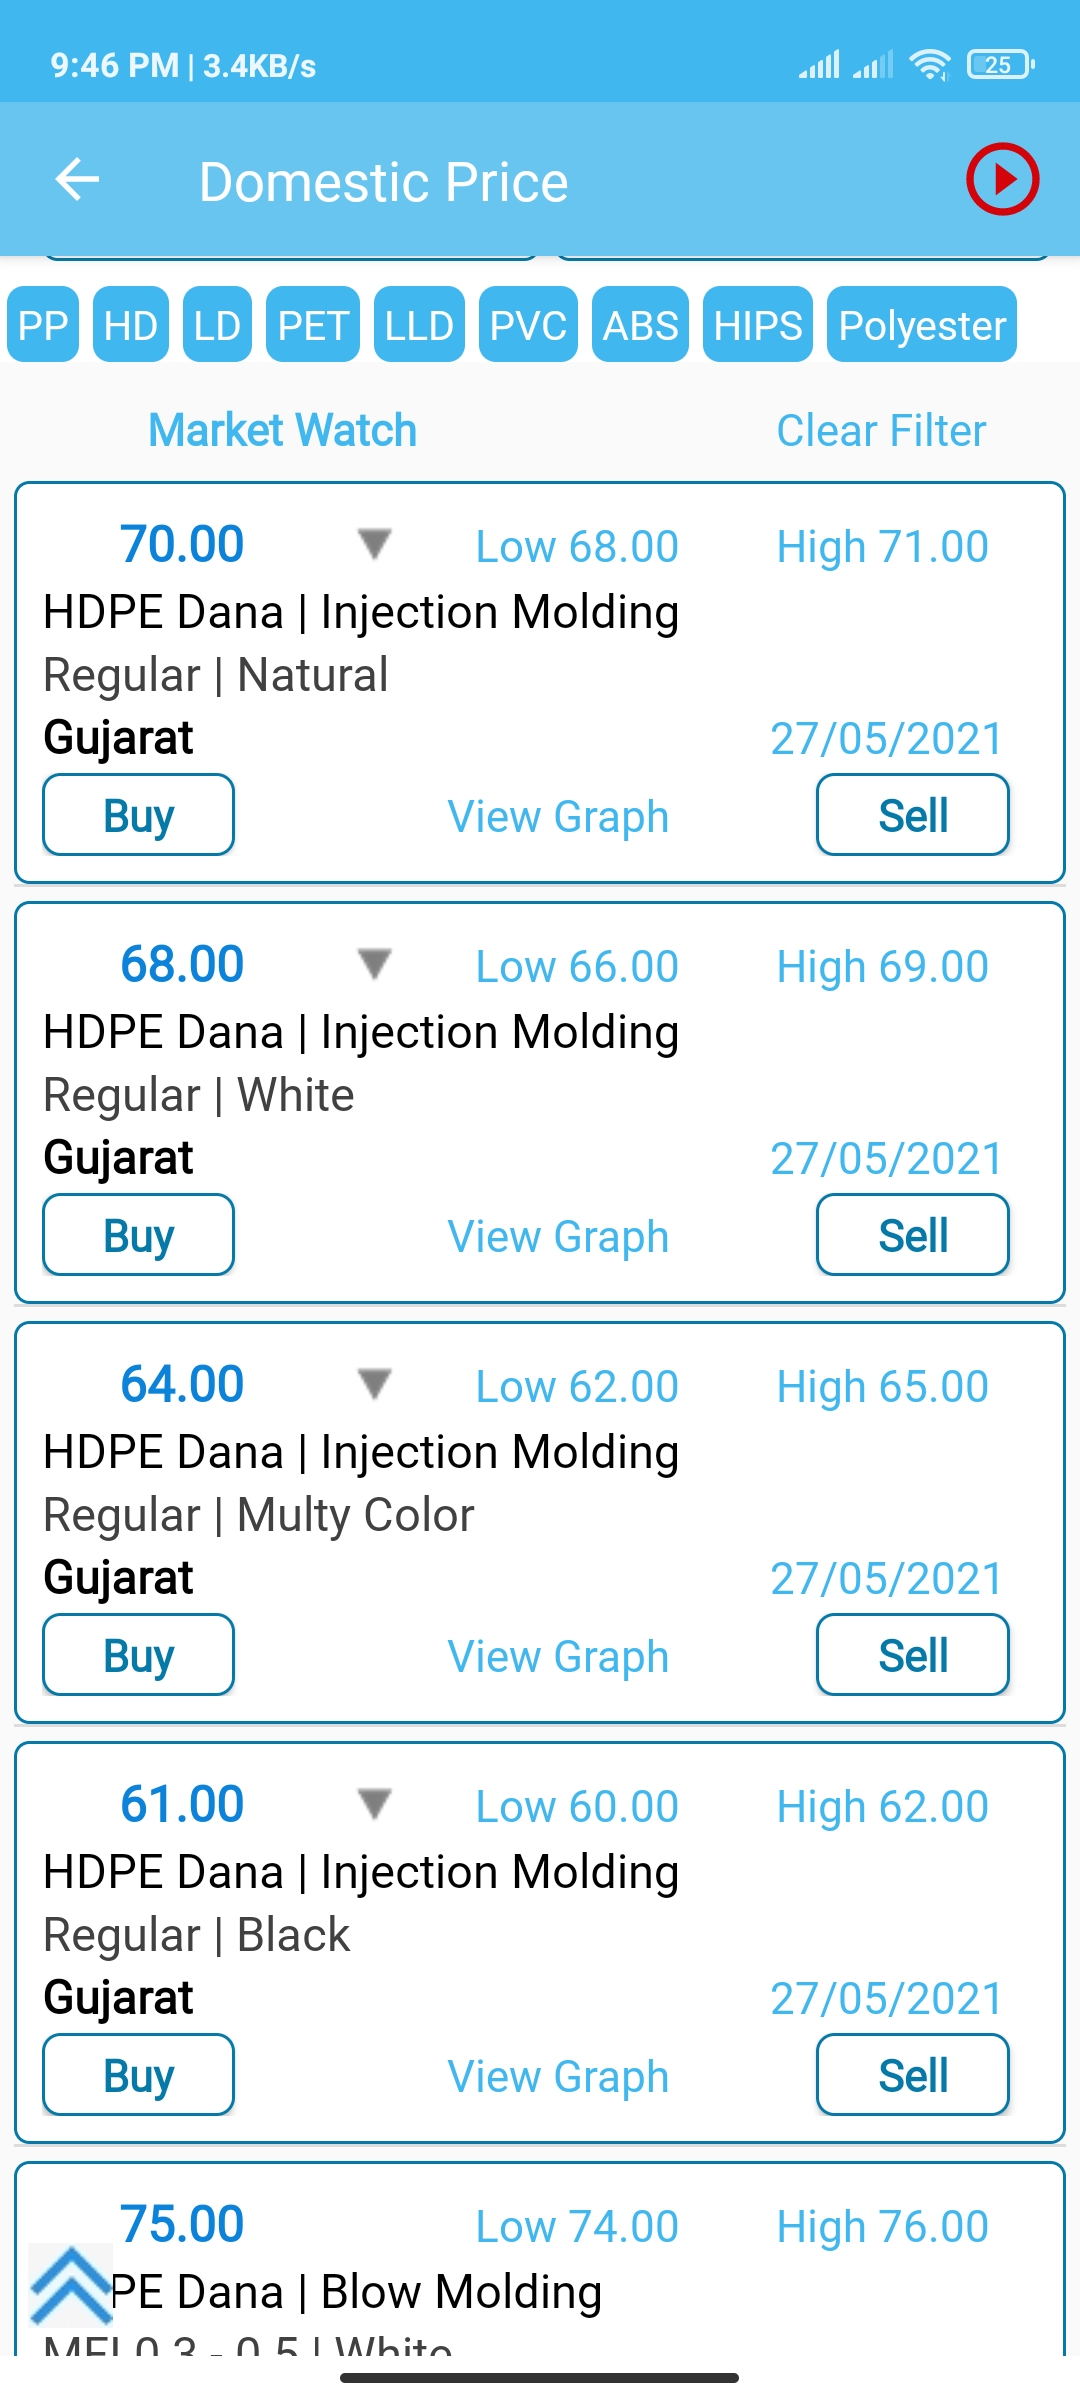 9:46 PM | 3.4KB/s 25
Domestic Price
PP HD LD PET LLD PVC ABS HIPS Polyester
Market Watch Clear Filter
70.00 Low 68.00 High 71.00
HDPE Dana | Injection Molding
Regular | Natural
Gujarat 27/05/2021
Buy View Graph Sell
68.00 Low 66.00 High 69.00
HDPE Dana | Injection Molding
Regular | White
Gujarat 27/05/2021
Buy View Graph Sell
64.00 Low 62.00 High 65.00
HDPE Dana | Injection Molding
Regular | Multy Color
Gujarat 27/05/2021
Buy View Graph Sell
61.00 Low 60.00 High 62.00
HDPE Dana | Injection Molding
Regular | Black
Gujarat 27/05/2021
Buy View Graph Sell
75.00 Low 74.00 High 76.00
PE Dana | Blow Molding
MFI 0.3 - 0.5 | White